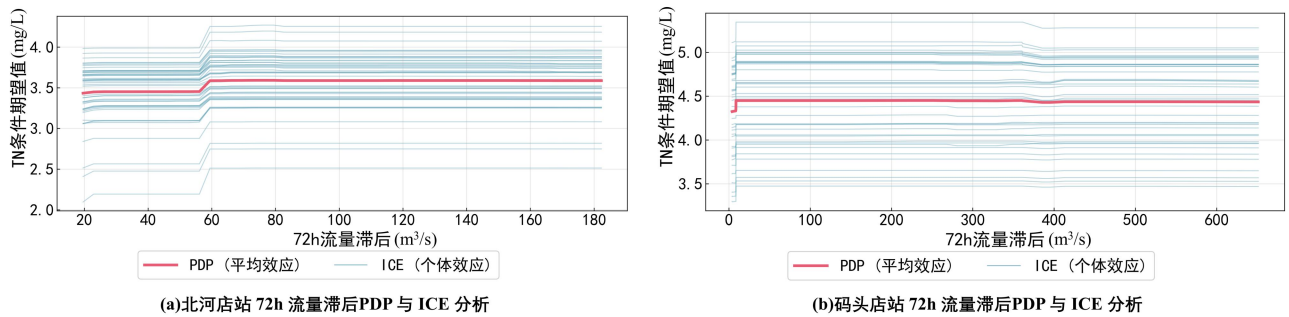 TN条件期望值(mg/L)
4.0
3.5
3.0
2.5
2.0
20 40 60 80 100 120 140 160 180
72h流量滞后(m³/s)
PDP (平均效应) ICE (个体效应)
(a)北河店站 72h 流量滞后PDP 与 ICE 分析
TN条件期望值(mg/L)
5.0
4.5
4.0
3.5
0 100 200 300 400 500 600
72h流量滞后(m³/s)
PDP (平均效应) ICE (个体效应)
(b)码头店站 72h 流量滞后PDP 与 ICE 分析